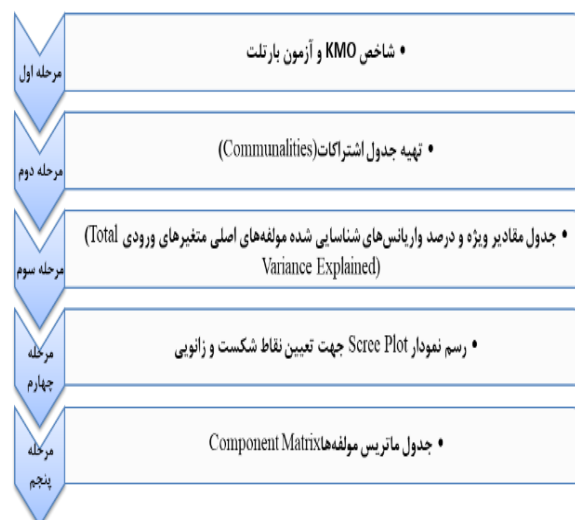 مرحله اول
• شاخص KMO و آزمون بارتلت
مرحله دوم
• تهیه جدول اشتراکات(Communalities)
مرحله سوم
• جدول مقادیر ویژه و درصد واریانس‌های شناسایی شده مولفه‌های اصلی متغیرهای ورودی Total)
(Variance Explained
مرحله
چهارم
• رسم نمودار Scree Plot جهت تعیین نقاط شکست و زانویی
مرحله
پنجم
• جدول ماتریس مولفه‌هاComponent Matrix